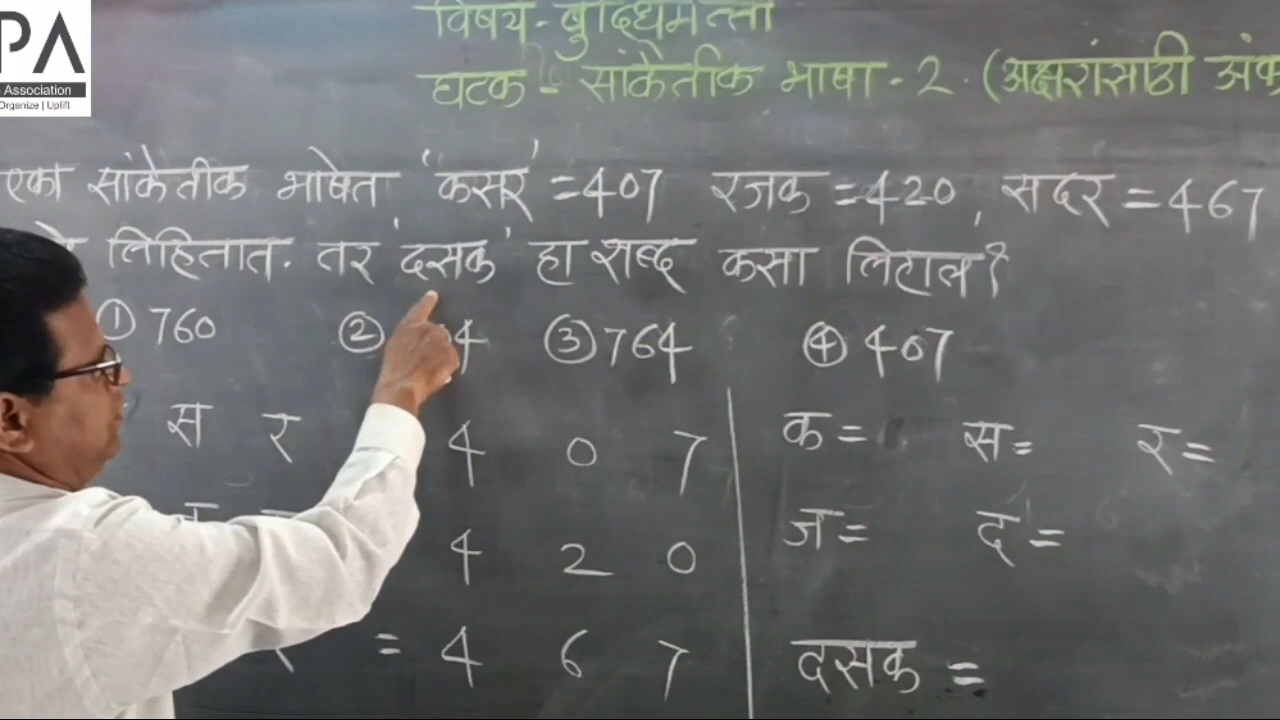 PA
Association
Organize | Uplift
विषय - बुद्धिमत्ता
घटक - सांकेतीक भाषा - 2. (अक्षरांसाठी अंक
एका सांकेतीक भाषेत 'कसर' = 407 रजक = 420, सदर = 467
लिहितात. तर 'दसक' हा शब्द कसा लिहाल?
① 760 ② 4 ③ 764 ④ 407
स र 4 0 7 क = स = र =
4 2 0 ज = द =
= 4 6 7 दसक =